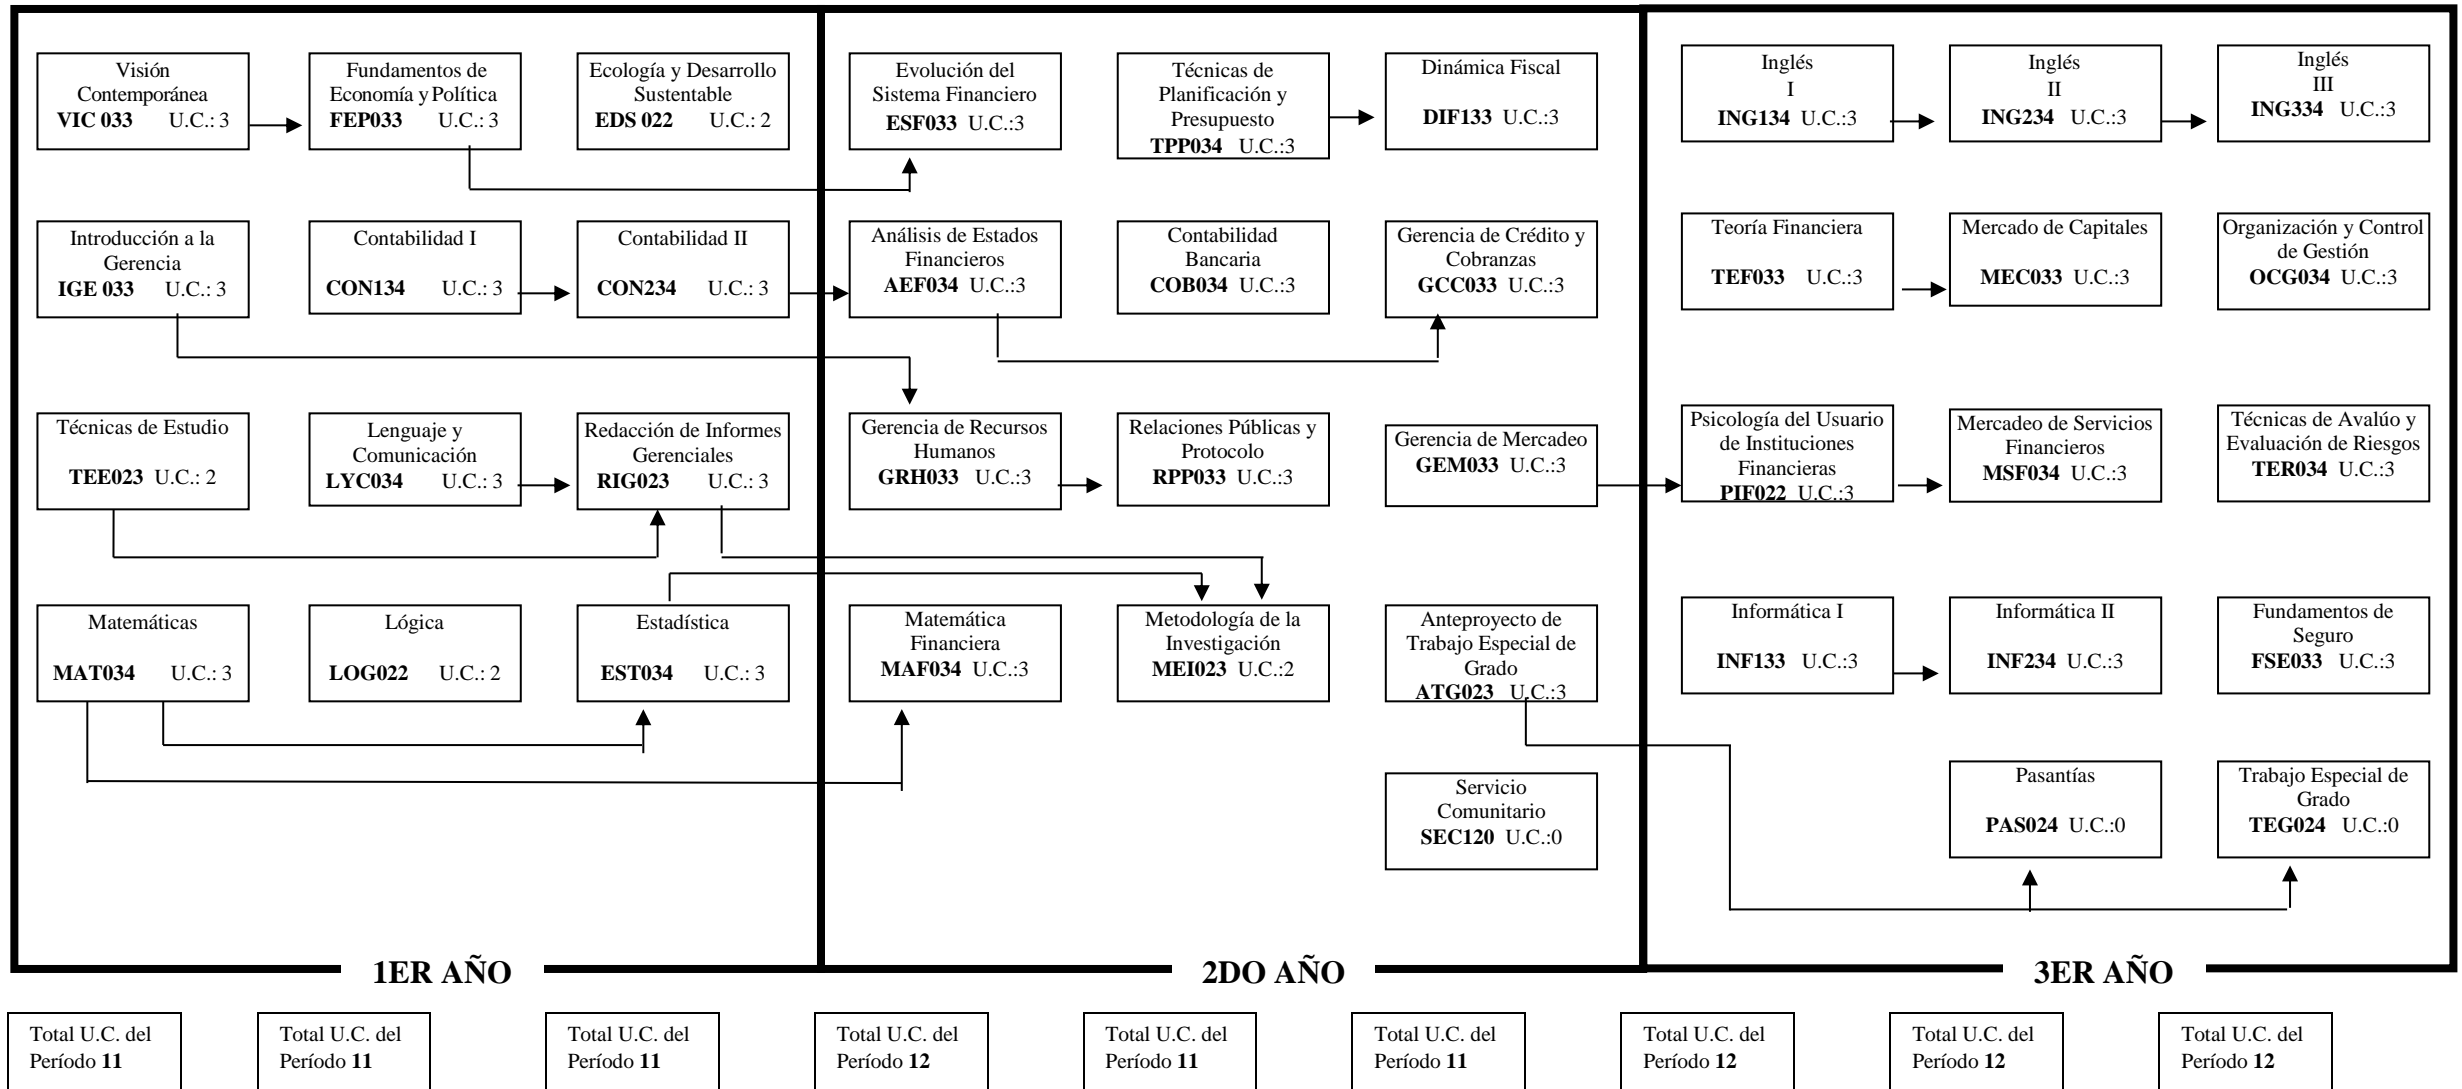 Visión
Contemporánea
VIC 033 U.C.: 3
Fundamentos de
Economía y Política
FEP033 U.C.: 3
Ecología y Desarrollo
Sustentable
EDS 022 U.C.: 2
Evolución del
Sistema Financiero
ESF033 U.C.:3
Técnicas de
Planificación y
Presupuesto
TPP034 U.C.:3
Dinámica Fiscal
DIF133 U.C.:3
Inglés
I
ING134 U.C.:3
Inglés
II
ING234 U.C.:3
Inglés
III
ING334 U.C.:3
Introducción a la
Gerencia
IGE 033 U.C.: 3
Contabilidad I
CON134 U.C.: 3
Contabilidad II
CON234 U.C.: 3
Análisis de Estados
Financieros
AEF034 U.C.:3
Contabilidad
Bancaria
COB034 U.C.:3
Gerencia de Crédito y
Cobranzas
GCC033 U.C.:3
Teoría Financiera
TEF033 U.C.:3
Mercado de Capitales
MEC033 U.C.:3
Organización y Control
de Gestión
OCG034 U.C.:3
Técnicas de Estudio
TEE023 U.C.: 2
Lenguaje y
Comunicación
LYC034 U.C.: 3
Redacción de Informes
Gerenciales
RIG023 U.C.: 3
Gerencia de Recursos
Humanos
GRH033 U.C.:3
Relaciones Públicas y
Protocolo
RPP033 U.C.:3
Gerencia de Mercadeo
GEM033 U.C.:3
Psicología del Usuario
de Instituciones
Financieras
PIF022 U.C.:3
Mercadeo de Servicios
Financieros
MSF034 U.C.:3
Técnicas de Avalúo y
Evaluación de Riesgos
TER034 U.C.:3
Matemáticas
MAT034 U.C.: 3
Lógica
LOG022 U.C.: 2
Estadística
EST034 U.C.: 3
Matemática
Financiera
MAF034 U.C.:3
Metodología de la
Investigación
MEI023 U.C.:2
Anteproyecto de
Trabajo Especial de
Grado
ATG023 U.C.:3
Informática I
INF133 U.C.:3
Informática II
INF234 U.C.:3
Fundamentos de
Seguro
FSE033 U.C.:3
Servicio
Comunitario
SEC120 U.C.:0
Pasantías
PAS024 U.C.:0
Trabajo Especial de
Grado
TEG024 U.C.:0
1ER AÑO
2DO AÑO
3ER AÑO
Total U.C. del
Período 11
Total U.C. del
Período 11
Total U.C. del
Período 11
Total U.C. del
Período 12
Total U.C. del
Período 11
Total U.C. del
Período 11
Total U.C. del
Período 12
Total U.C. del
Período 12
Total U.C. del
Período 12